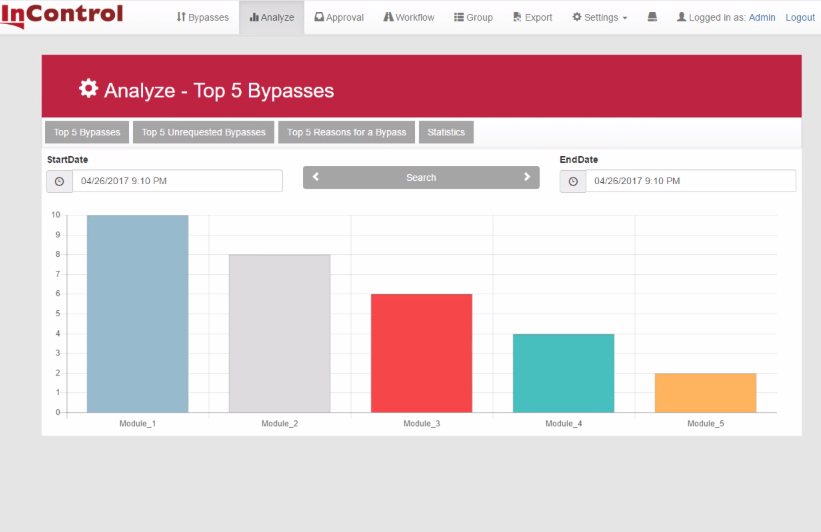 InControl
Bypasses Analyze Approval Workflow Group Export Settings Logged in as: Admin Logout
Analyze - Top 5 Bypasses
Top 5 Bypasses Top 5 Unrequested Bypasses Top 5 Reasons for a Bypass Statistics
StartDate EndDate
04/26/2017 9:10 PM Search 04/26/2017 9:10 PM
10
9
8
7
6
5
4
3
2
1
0
Module_1 Module_2 Module_3 Module_4 Module_5